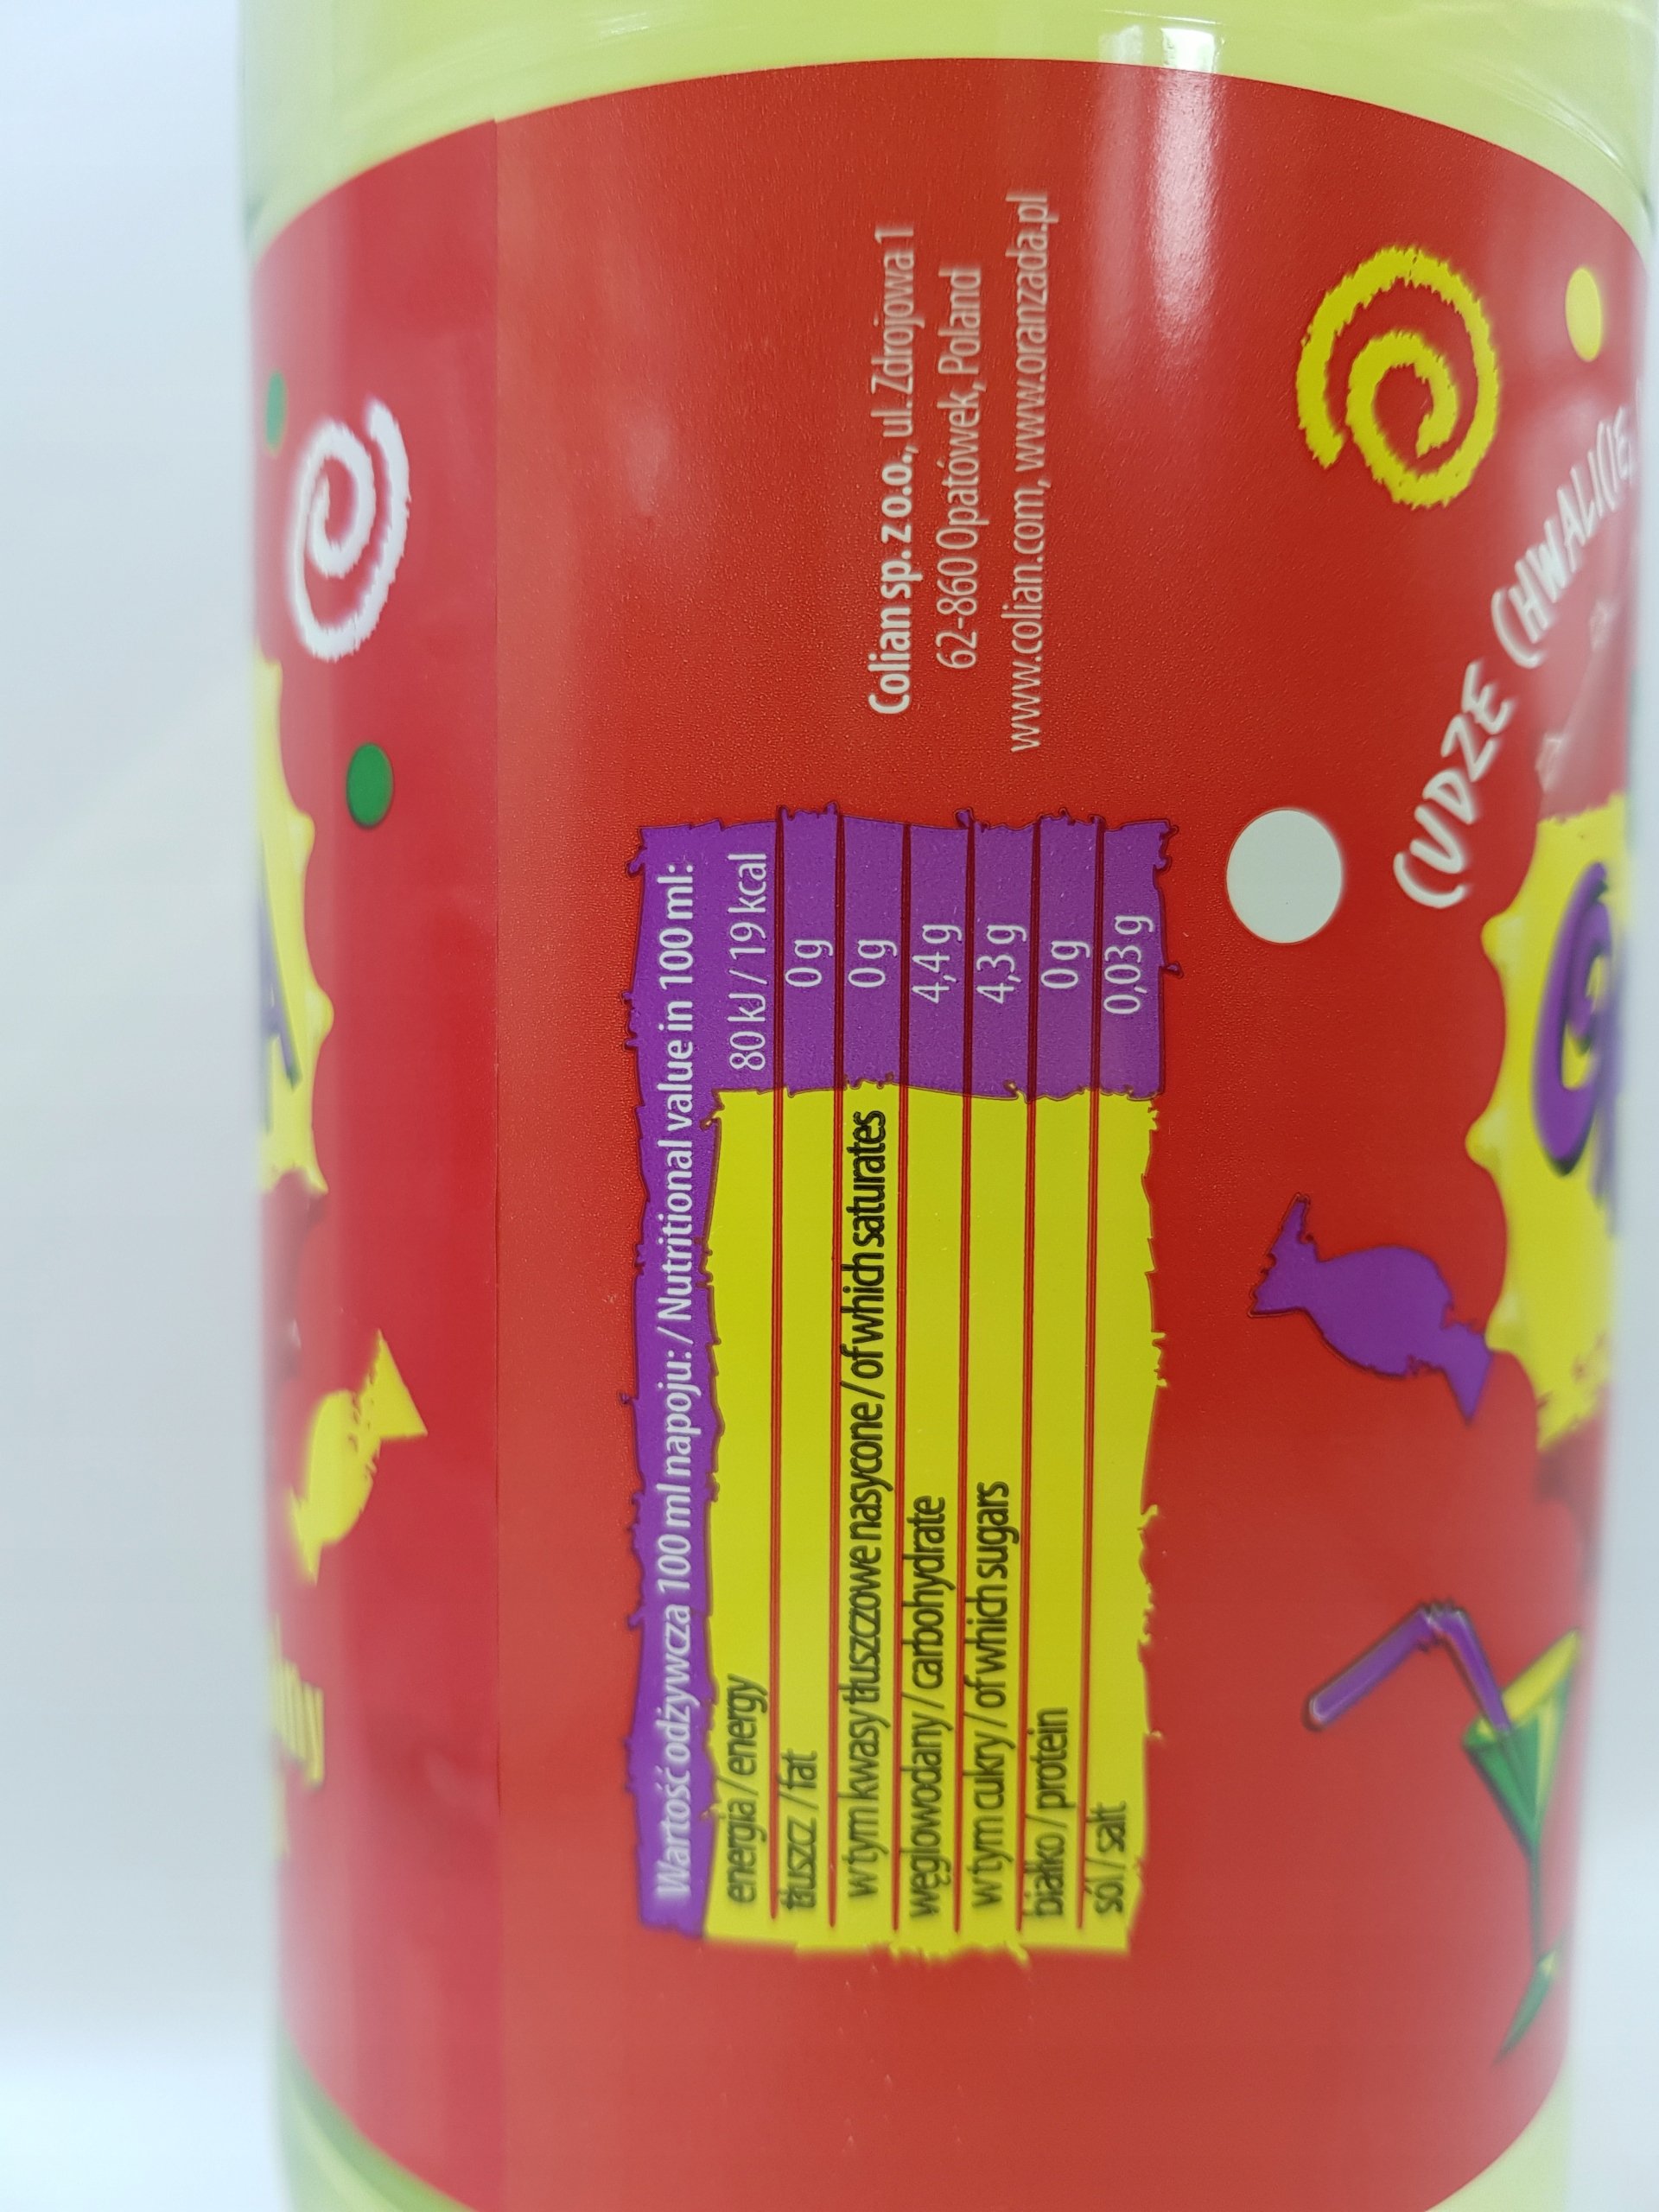 Wartość odżywcza 100 ml napoju: / Nutritional value in 100 ml:
energia / energy 80 kJ / 19 kcal
tłuszcz / fat 0 g
w tym kwasy tłuszczowe nasycone / of which saturates 0 g
węglowodany / carbohydrate 4,4 g
w tym cukry / of which sugars 4,3 g
białko / protein 0 g
sól / salt 0,03 g
Colian sp. z o.o., ul. Zdrojowa 1
62-860 Opatówek, Poland
www.colian.com, www.oranzada.pl
CUDZE CHWALICIE,